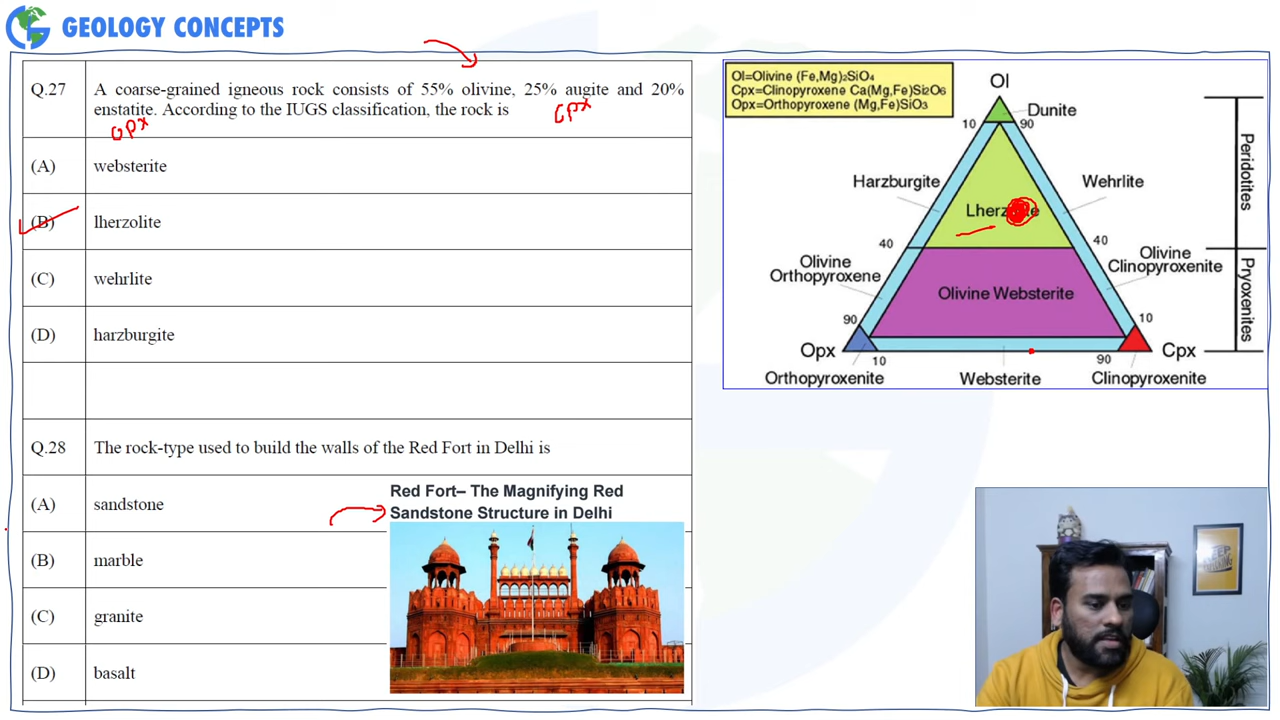 GEOLOGY CONCEPTS
Q.27
A coarse-grained igneous rock consists of 55% olivine, 25% augite and 20%
enstatite. According to the IUGS classification, the rock is
opx
cpx
(A) websterite
(B) lherzolite
(C) wehrlite
(D) harzburgite
Q.28 The rock-type used to build the walls of the Red Fort in Delhi is
(A) sandstone
(B) marble
(C) granite
(D) basalt
Red Fort– The Magnifying Red
Sandstone Structure in Delhi
Ol=Olivine (Fe,Mg)₂SiO₄
Cpx=Clinopyroxene Ca(Mg,Fe)Si₂O₆
Opx=Orthopyroxene (Mg,Fe)SiO₃
Ol
Dunite
10 90
Harzburgite
Wehrlite
40 40
Olivine
Orthopyroxene
Olivine
Clinopyroxenite
Olivine Websterite
90 10
Opx Cpx
10 90
Orthopyroxenite Websterite Clinopyroxenite
Peridotites
Pryoxenites